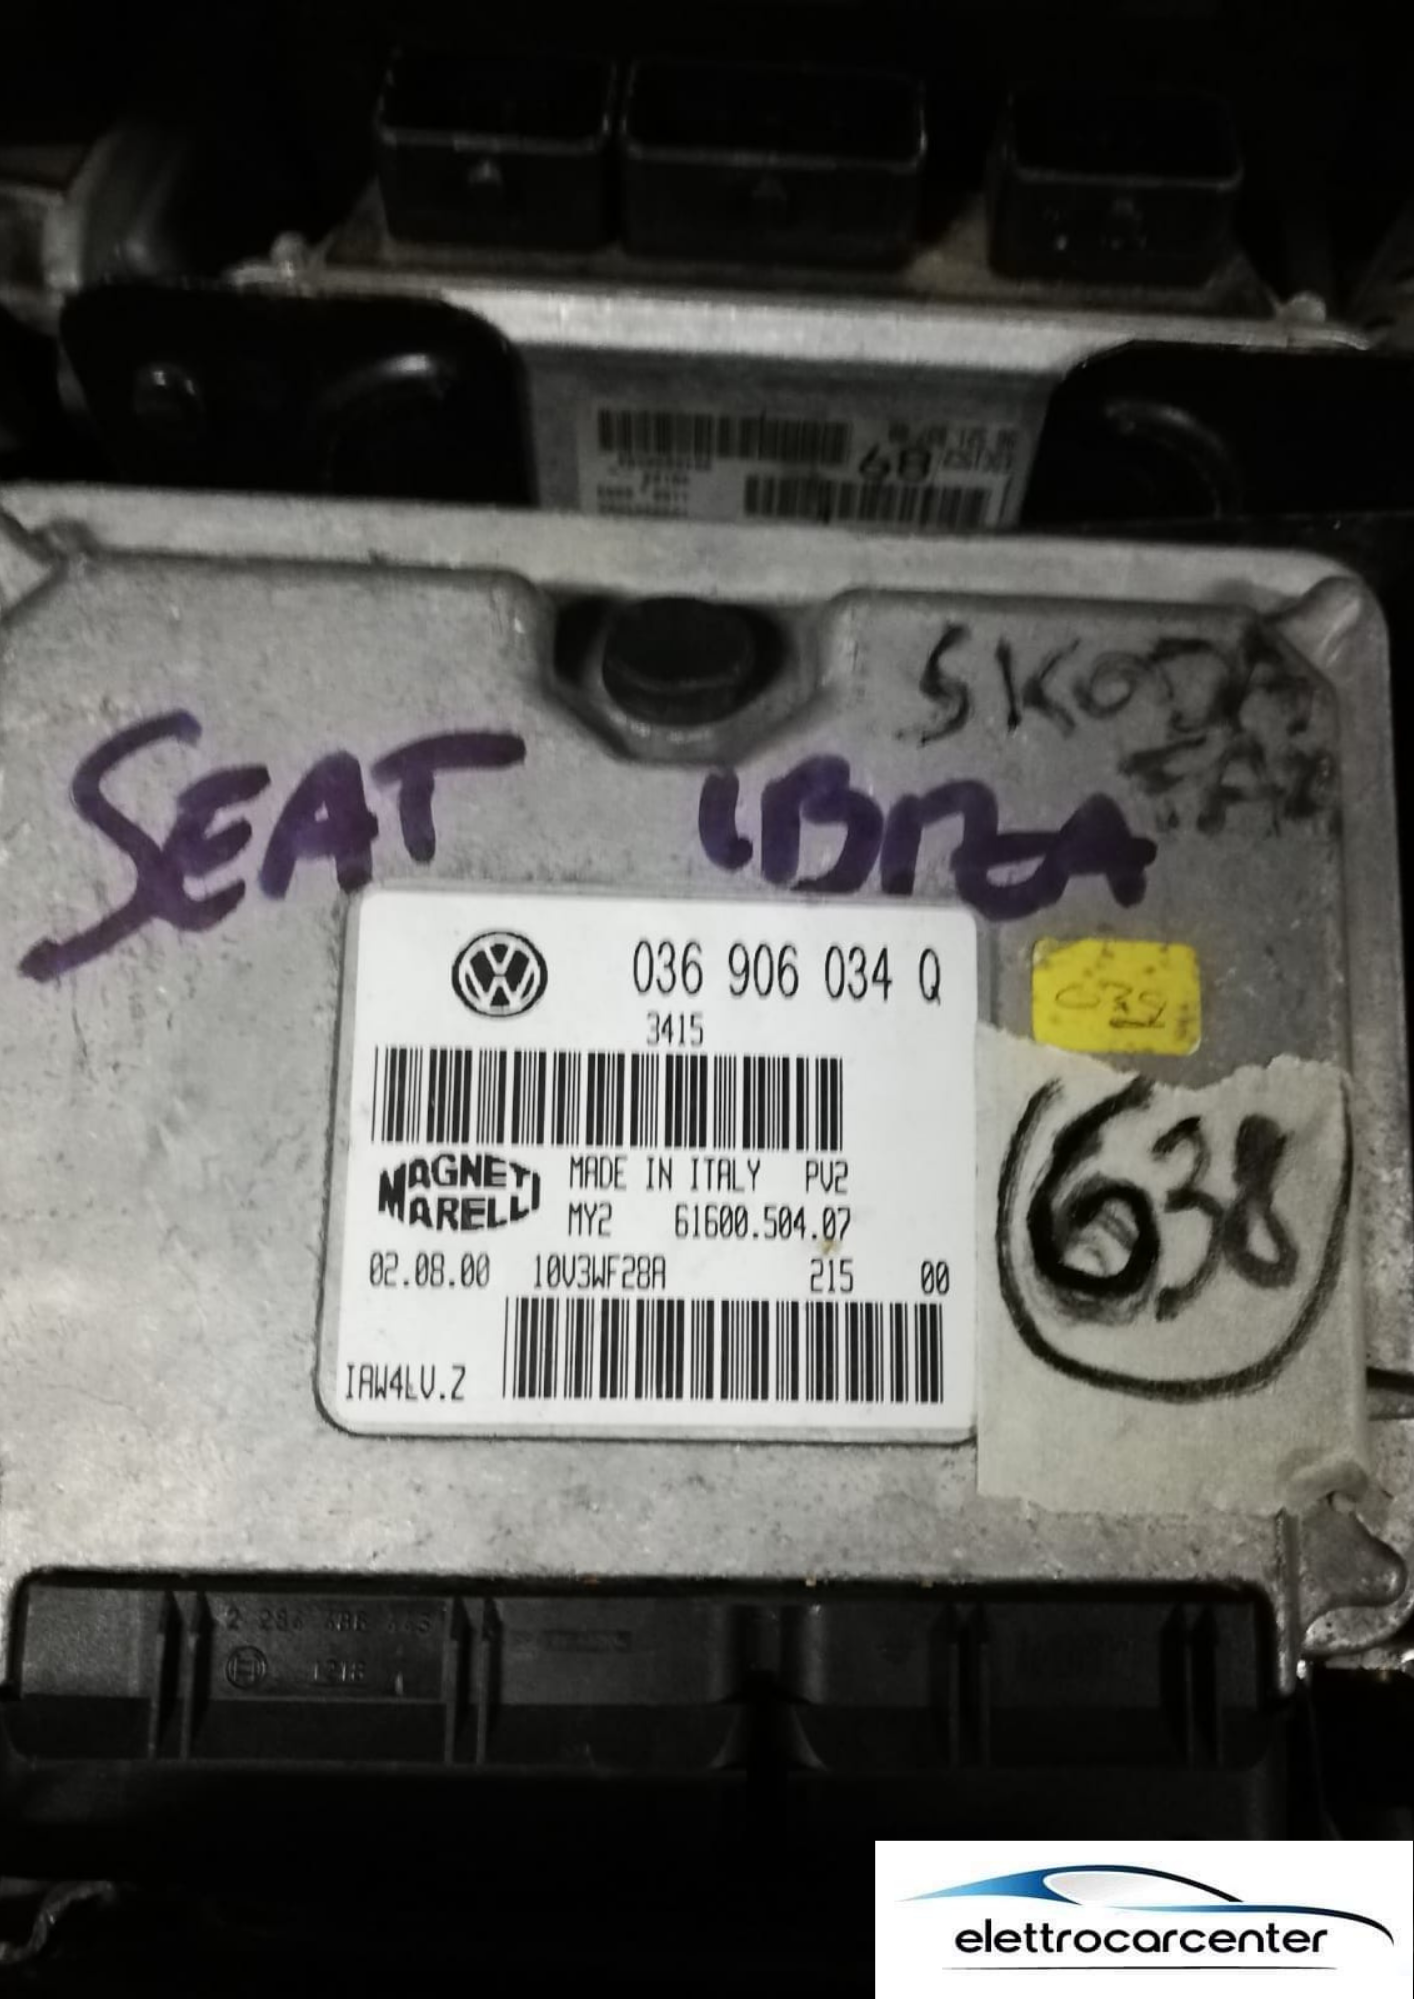 68
SKODA
SEAT IBIZA
036 906 034 Q
3415
MAGNETI
MARELLI
MADE IN ITALY PV2
MY2 61600.504.07
02.08.00 10V3WF28A 215 00
IAW4LV.Z
638
elettrocarcenter